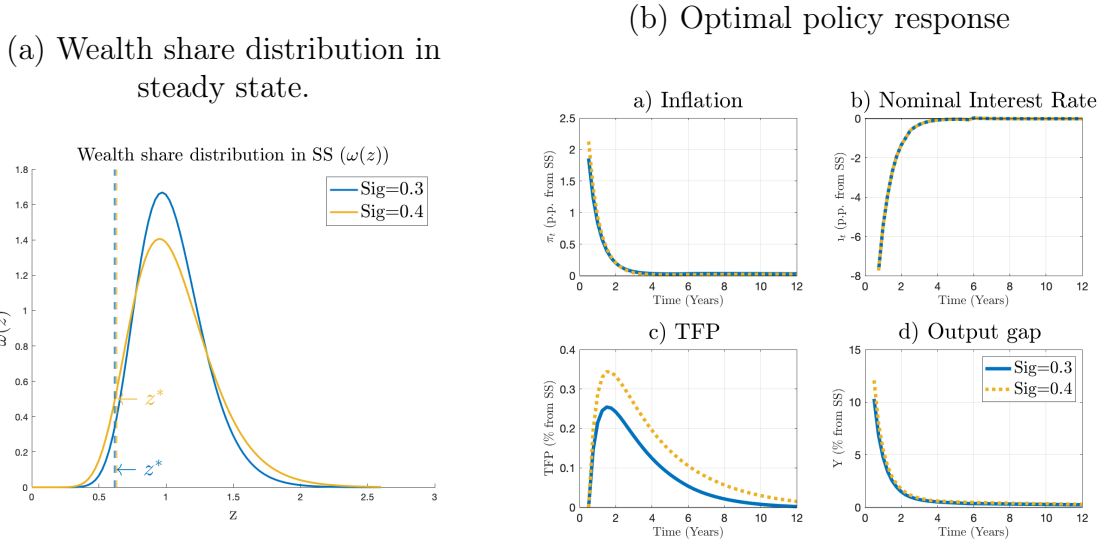 (a) Wealth share distribution in
steady state.
Wealth share distribution in SS (ω(z))
1.8
1.6
1.4
1.2
1
0.8
0.6
0.4
0.2
0
ω(z)
Sig=0.3
Sig=0.4
z*
z*
0 0.5 1 1.5 2 2.5 3
z
(b) Optimal policy response
a) Inflation
2.5
2
1.5
1
0.5
0
π_t (p.p. from SS)
0 2 4 6 8 10 12
Time (Years)
b) Nominal Interest Rate
0
-2
-4
-6
-8
ı_t (p.p. from SS)
0 2 4 6 8 10 12
Time (Years)
c) TFP
0.4
0.3
0.2
0.1
0
TFP (% from SS)
0 2 4 6 8 10 12
Time (Years)
d) Output gap
15
10
5
0
Y (% from SS)
Sig=0.3
Sig=0.4
0 2 4 6 8 10 12
Time (Years)